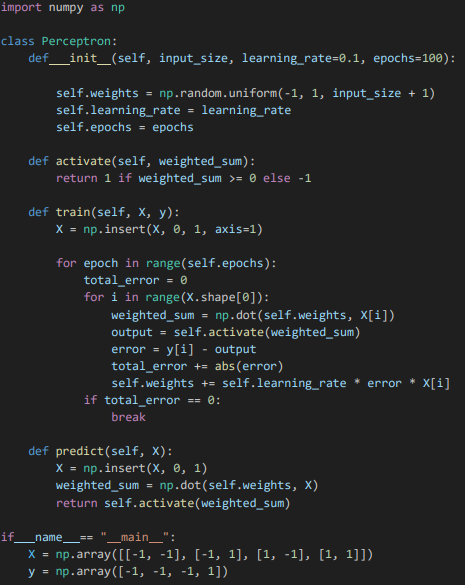 import numpy as np
class Perceptron:
    def___init__(self, input_size, learning_rate=0.1, epochs=100):
        self.weights = np.random.uniform(-1, 1, input_size + 1)
        self.learning_rate = learning_rate
        self.epochs = epochs
    def activate(self, weighted_sum):
        return 1 if weighted_sum >= 0 else -1
    def train(self, X, y):
        X = np.insert(X, 0, 1, axis=1)
        for epoch in range(self.epochs):
            total_error = 0
            for i in range(X.shape[0]):
                weighted_sum = np.dot(self.weights, X[i])
                output = self.activate(weighted_sum)
                error = y[i] - output
                total_error += abs(error)
                self.weights += self.learning_rate * error * X[i]
            if total_error == 0:
                break
    def predict(self, X):
        X = np.insert(X, 0, 1)
        weighted_sum = np.dot(self.weights, X)
        return self.activate(weighted_sum)
if___name__== "__main__":
    X = np.array([[-1, -1], [-1, 1], [1, -1], [1, 1]])
    y = np.array([-1, -1, -1, 1])